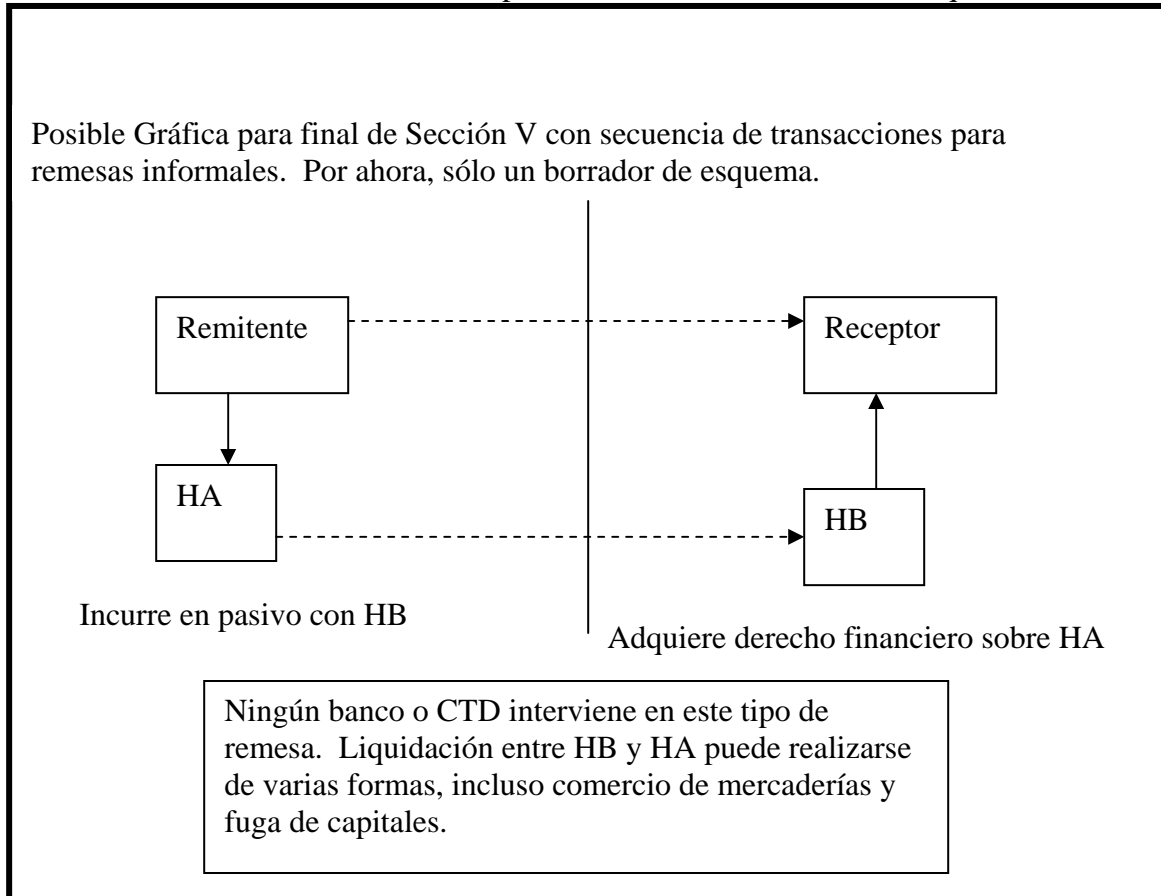 Posible Gráfica para final de Sección V con secuencia de transacciones para
remesas informales. Por ahora, sólo un borrador de esquema.
Remitente
Receptor
HA
HB
Incurre en pasivo con HB
Adquiere derecho financiero sobre HA
Ningún banco o CTD interviene en este tipo de
remesa. Liquidación entre HB y HA puede realizarse
de varias formas, incluso comercio de mercaderías y
fuga de capitales.